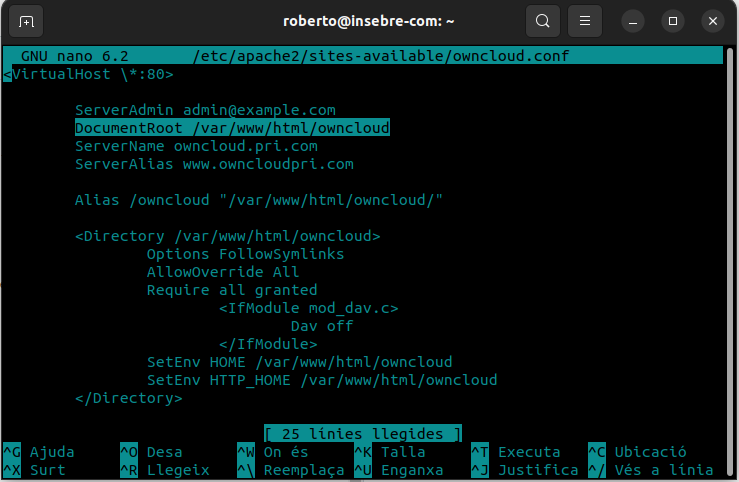 roberto@insebre-com: ~
GNU nano 6.2 /etc/apache2/sites-available/owncloud.conf
<VirtualHost \*:80>
ServerAdmin admin@example.com
DocumentRoot /var/www/html/owncloud
ServerName owncloud.pri.com
ServerAlias www.owncloudpri.com
Alias /owncloud "/var/www/html/owncloud/"
<Directory /var/www/html/owncloud>
Options FollowSymlinks
AllowOverride All
Require all granted
<IfModule mod_dav.c>
Dav off
</IfModule>
SetEnv HOME /var/www/html/owncloud
SetEnv HTTP_HOME /var/www/html/owncloud
</Directory>
[ 25 línies llegides ]
^G Ajuda ^O Desa ^W On és ^K Talla ^T Executa ^C Ubicació
^X Surt ^R Llegeix ^\ Reemplaça ^U Enganxa ^J Justifica ^/ Vés a línia